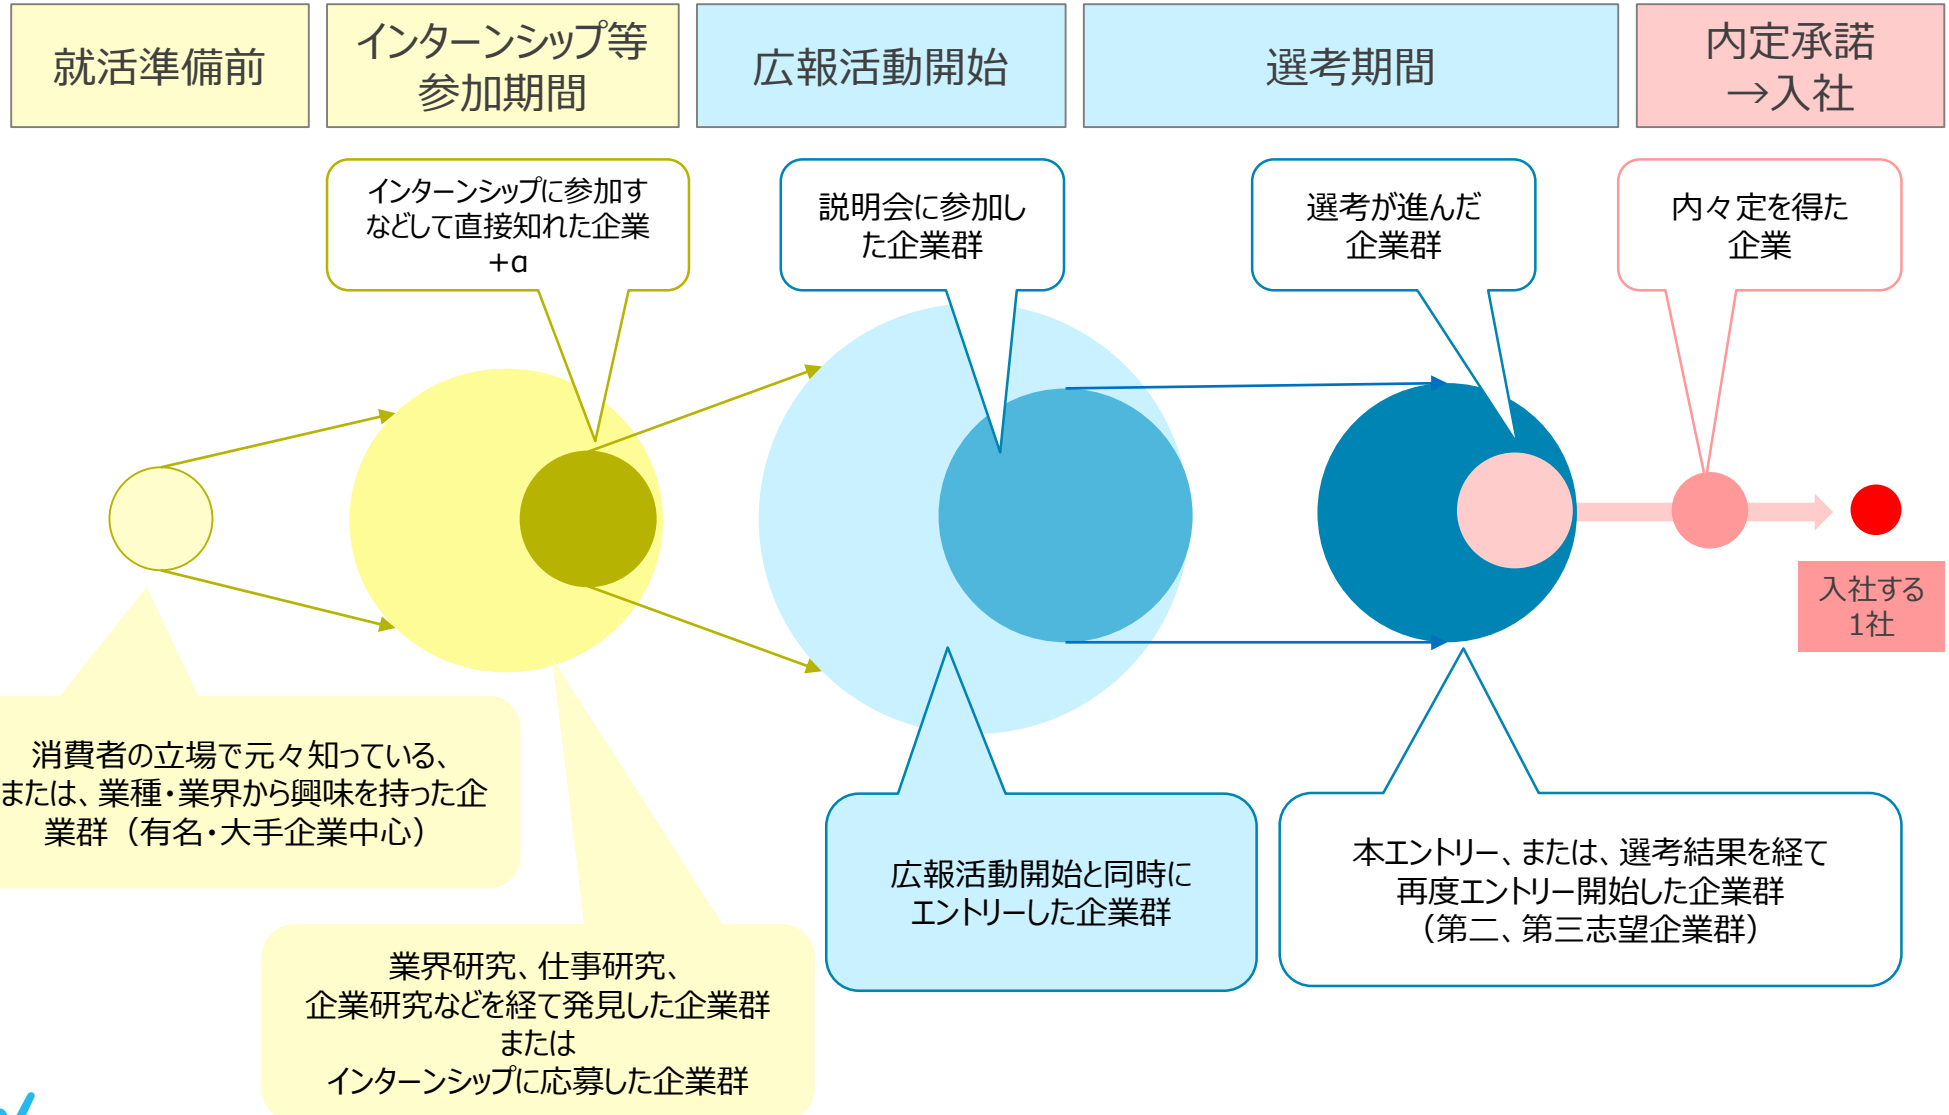 就活準備前
インターンシップ等
参加期間
広報活動開始
選考期間
内定承諾
→入社
インターンシップに参加す
などして直接知れた企業
+α
説明会に参加し
た企業群
選考が進んだ
企業群
内々定を得た
企業
入社する
1社
消費者の立場で元々知っている、
または、業種・業界から興味を持った企
業群（有名・大手企業中心）
広報活動開始と同時に
エントリーした企業群
本エントリー、または、選考結果を経て
再度エントリー開始した企業群
（第二、第三志望企業群）
業界研究、仕事研究、
企業研究などを経て発見した企業群
または
インターンシップに応募した企業群